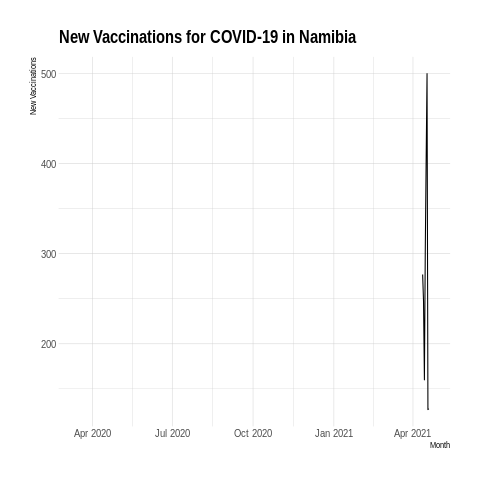 New Vaccinations for COVID-19 in Namibia
New Vaccinations
500
400
300
200
Apr 2020 Jul 2020 Oct 2020 Jan 2021 Apr 2021
Month